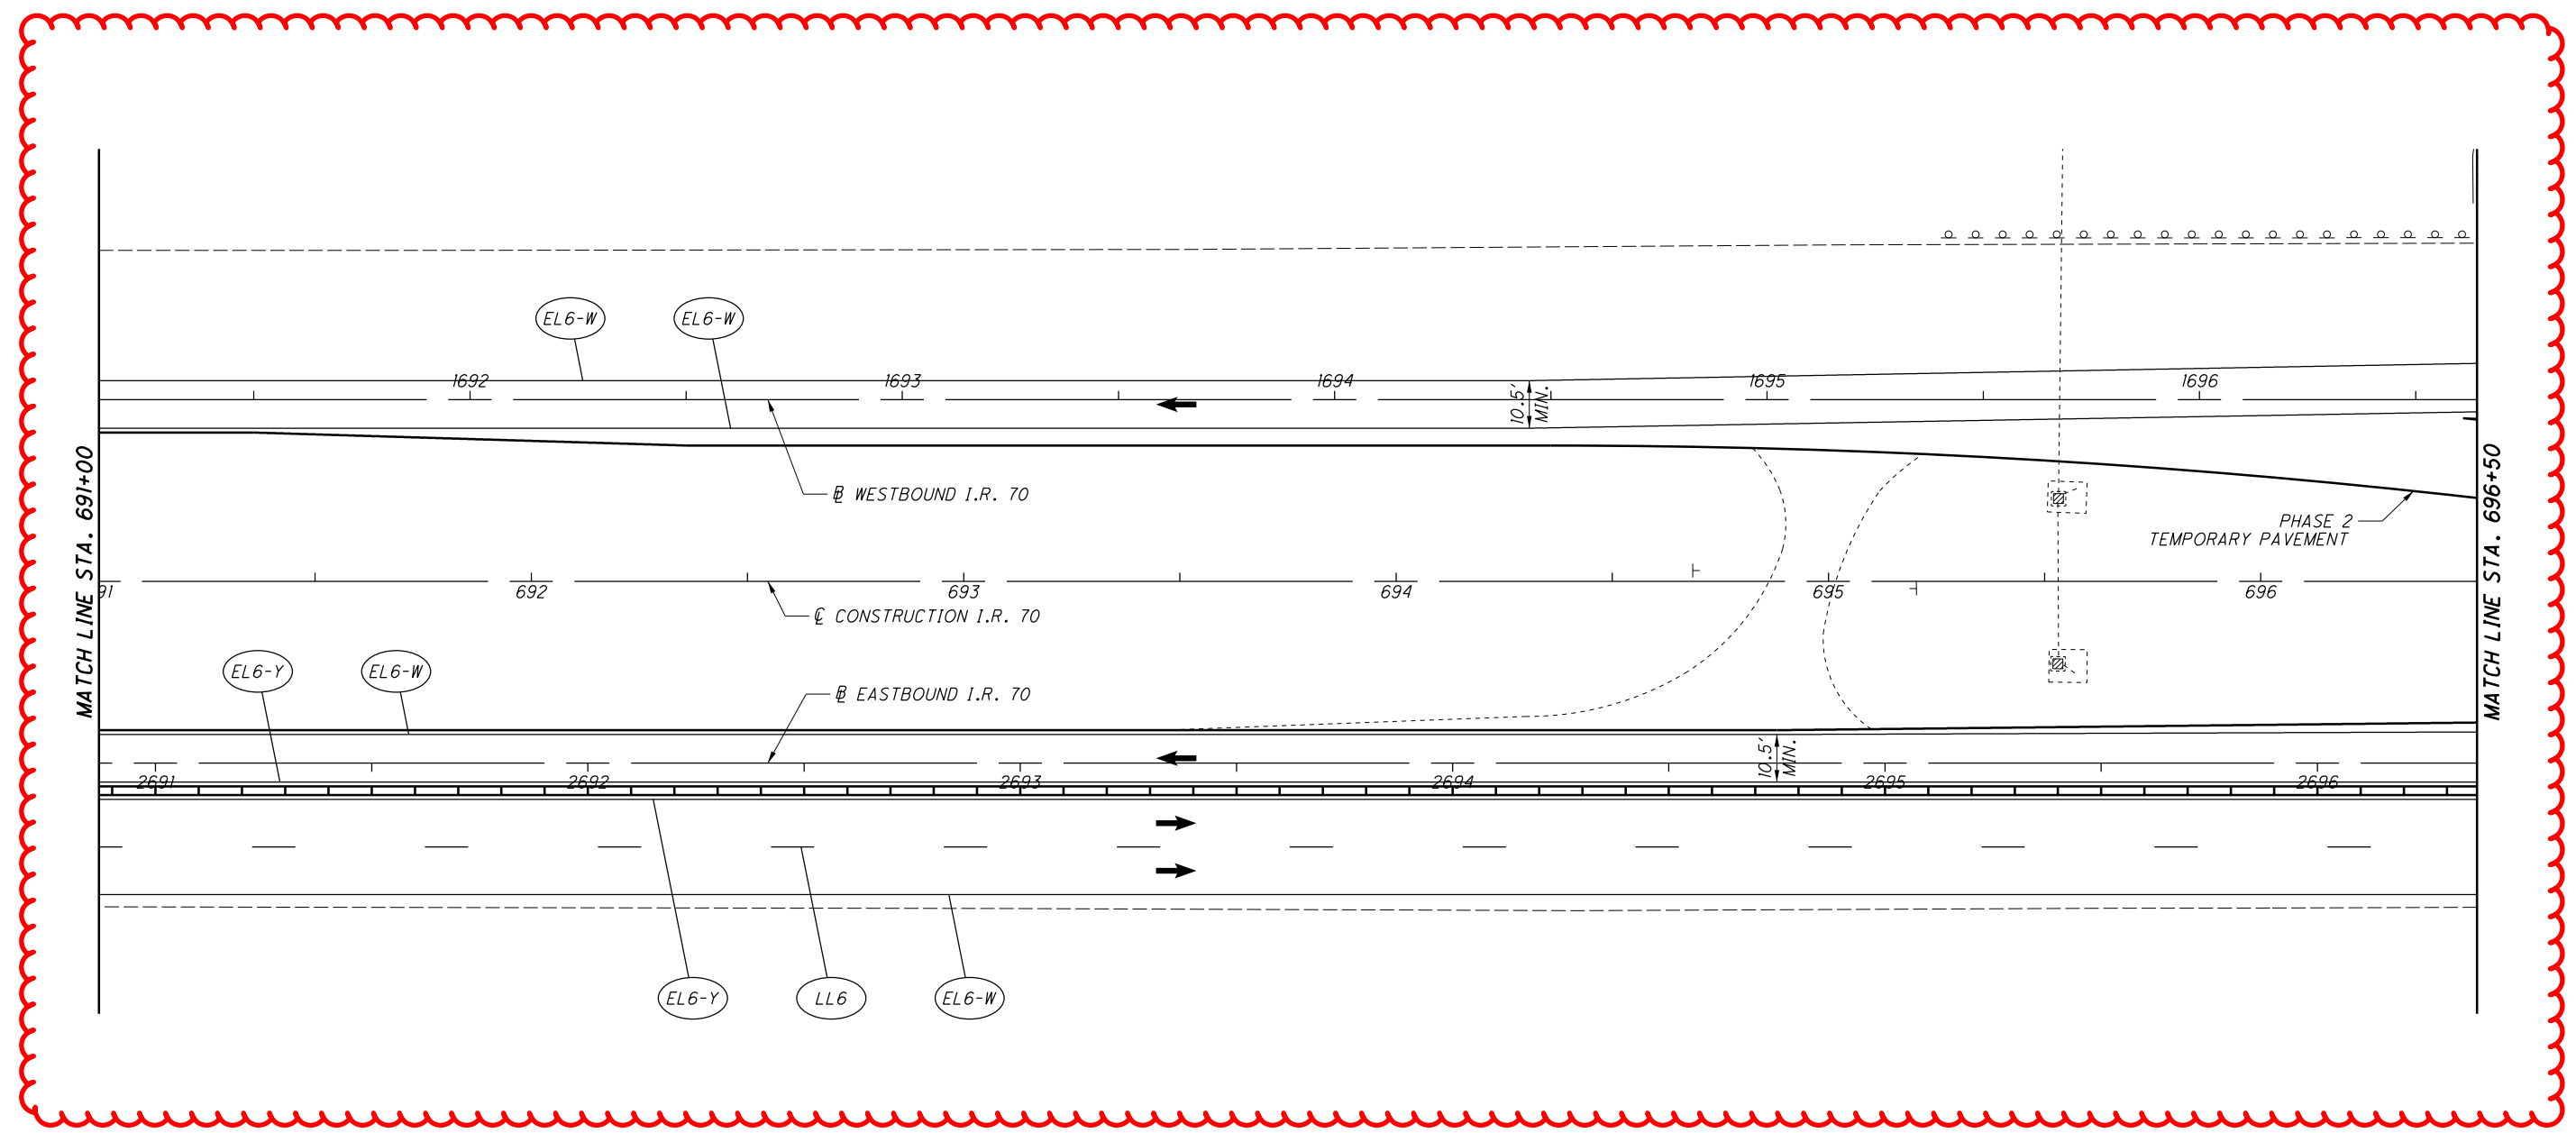 EL6-W
EL6-W
1692
1693
1694
1695
1696
10.5'
MIN.
℄ WESTBOUND I.R. 70
PHASE 2
TEMPORARY PAVEMENT
MATCH LINE STA. 691+00
MATCH LINE STA. 696+50
91
692
693
694
695
696
℄ CONSTRUCTION I.R. 70
EL6-Y
EL6-W
℄ EASTBOUND I.R. 70
10.5'
MIN.
2691
2692
2693
2694
2695
2696
EL6-Y
LL6
EL6-W